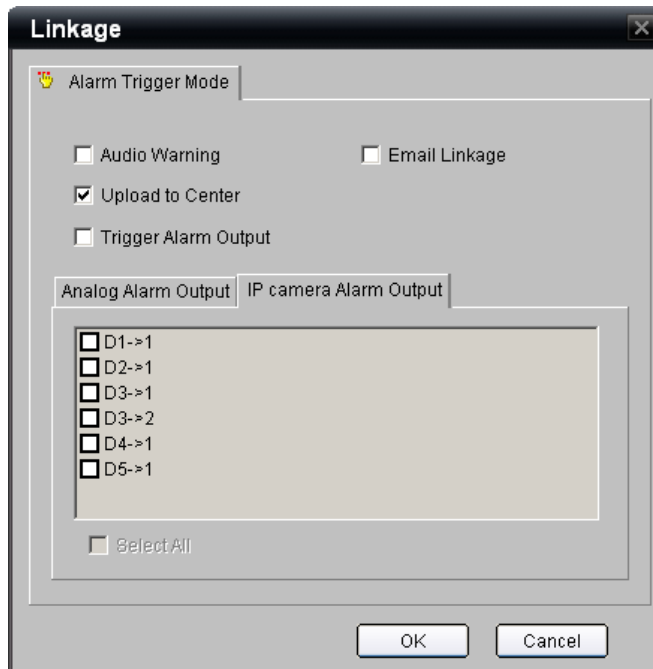 Linkage
Alarm Trigger Mode
Audio Warning Email Linkage
Upload to Center
Trigger Alarm Output
Analog Alarm Output IP camera Alarm Output
D1->1
D2->1
D3->1
D3->2
D4->1
D5->1
Select All
OK Cancel